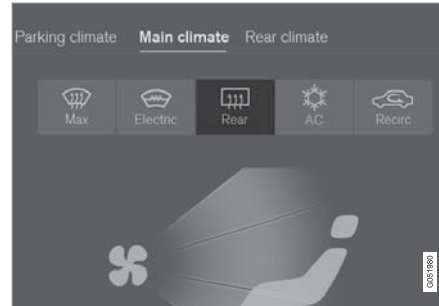 Parking climate Main climate Rear climate
Max Electric Rear AC Recirc
G051980